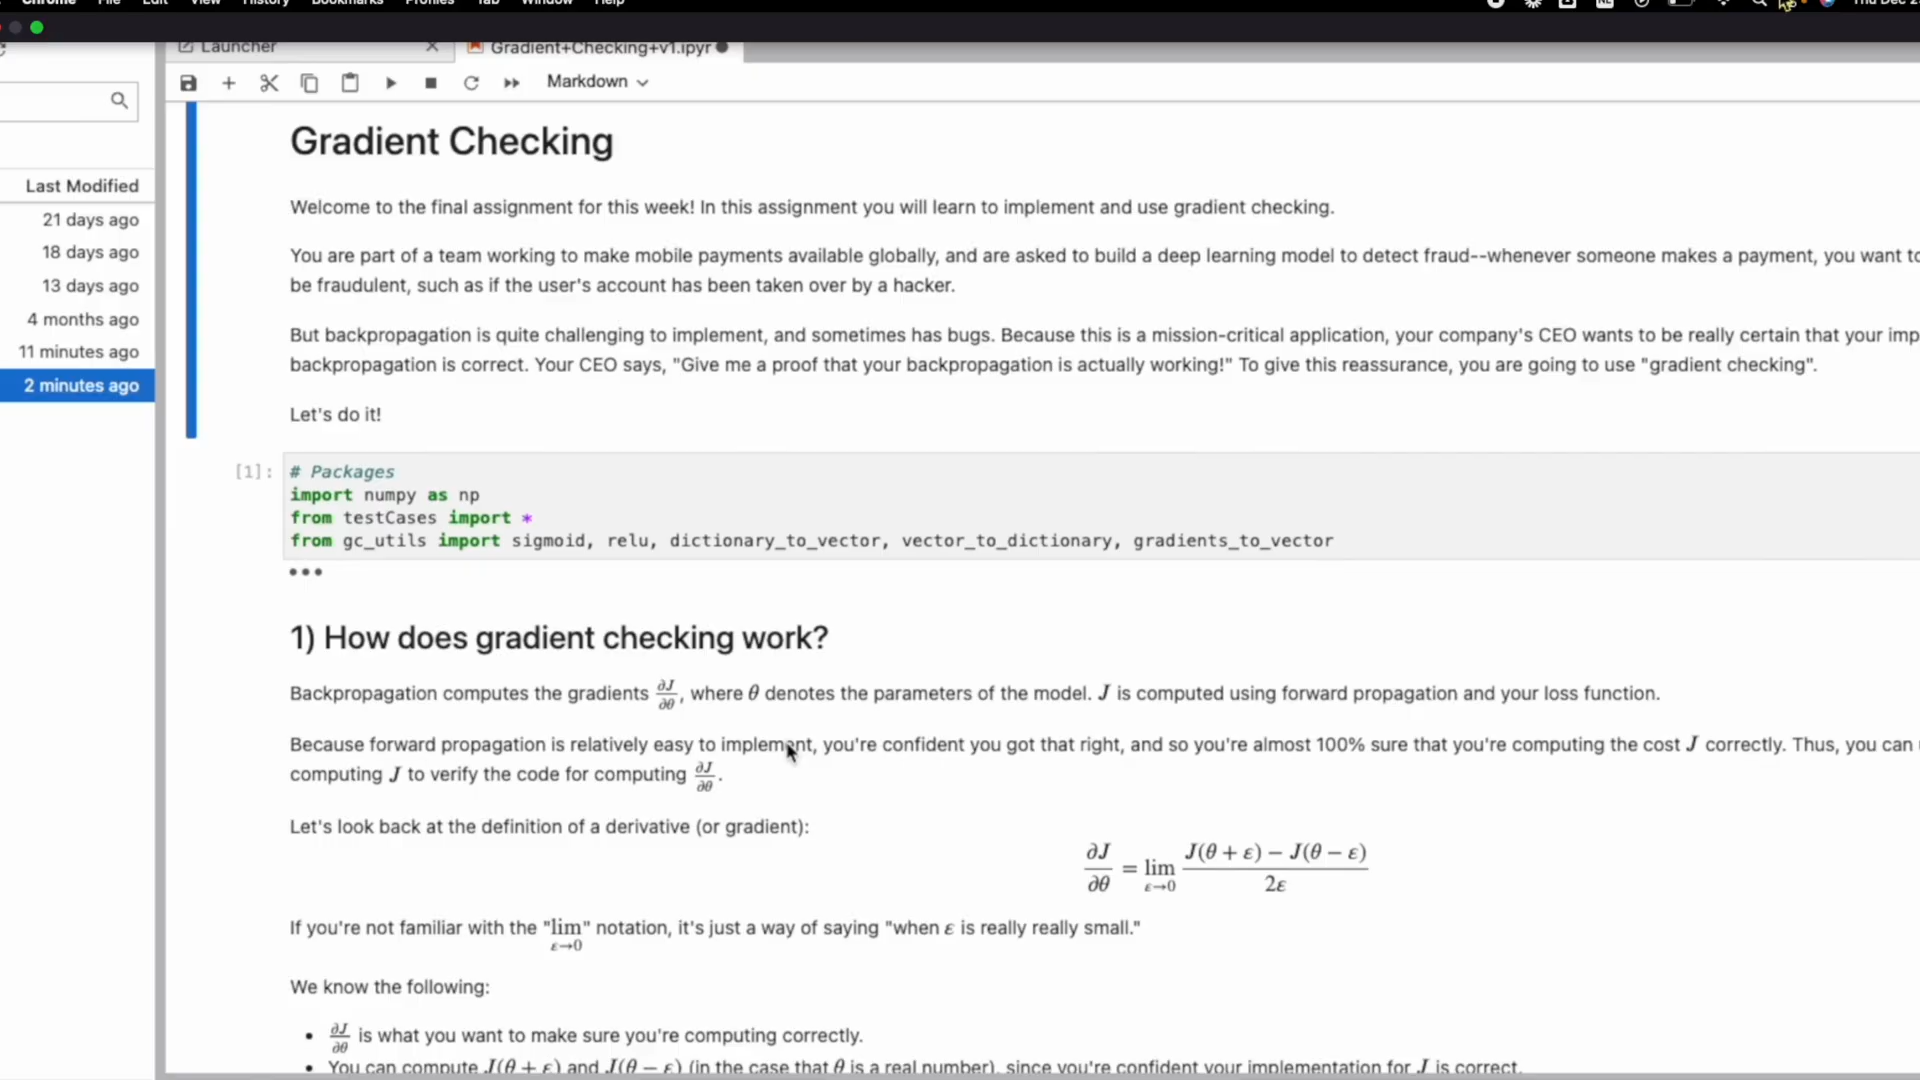 Chrome File Edit View History Bookmarks Profiles Tab Window Help Thu Dec 2
Launcher Gradient+Checking+v1.ipyr
Markdown
Last Modified
21 days ago
18 days ago
13 days ago
4 months ago
11 minutes ago
2 minutes ago
Gradient Checking
Welcome to the final assignment for this week! In this assignment you will learn to implement and use gradient checking.
You are part of a team working to make mobile payments available globally, and are asked to build a deep learning model to detect fraud--whenever someone makes a payment, you want to
be fraudulent, such as if the user's account has been taken over by a hacker.
But backpropagation is quite challenging to implement, and sometimes has bugs. Because this is a mission-critical application, your company's CEO wants to be really certain that your imp
backpropagation is correct. Your CEO says, "Give me a proof that your backpropagation is actually working!" To give this reassurance, you are going to use "gradient checking".
Let's do it!
[1]: # Packages
import numpy as np
from testCases import *
from gc_utils import sigmoid, relu, dictionary_to_vector, vector_to_dictionary, gradients_to_vector
1) How does gradient checking work?
Backpropagation computes the gradients ∂J/∂θ, where θ denotes the parameters of the model. J is computed using forward propagation and your loss function.
Because forward propagation is relatively easy to implement, you're confident you got that right, and so you're almost 100% sure that you're computing the cost J correctly. Thus, you can
computing J to verify the code for computing ∂J/∂θ.
Let's look back at the definition of a derivative (or gradient):
∂J/∂θ = lim ε→0 J(θ + ε) − J(θ − ε) / 2ε
If you're not familiar with the "lim ε→0" notation, it's just a way of saying "when ε is really really small."
We know the following:
• ∂J/∂θ is what you want to make sure you're computing correctly.
• You can compute J(θ + ε) and J(θ − ε) (in the case that θ is a real number), since you're confident your implementation for J is correct.